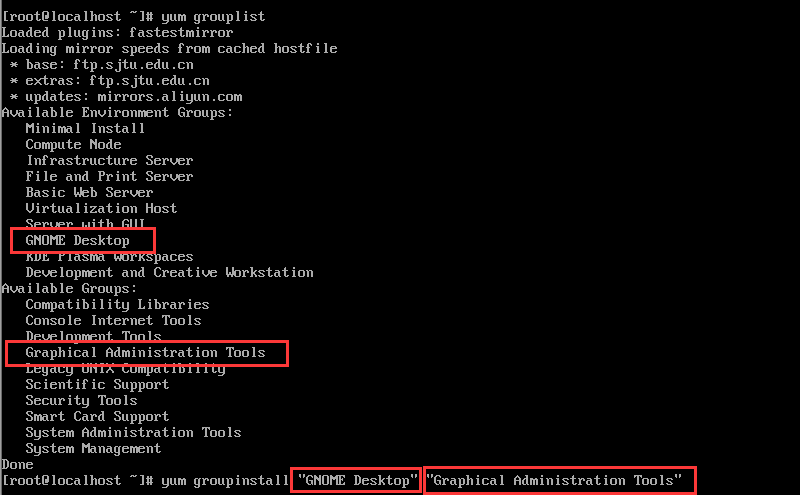 [root@localhost ~]# yum grouplist
Loaded plugins: fastestmirror
Loading mirror speeds from cached hostfile
 * base: ftp.sjtu.edu.cn
 * extras: ftp.sjtu.edu.cn
 * updates: mirrors.aliyun.com
Available Environment Groups:
   Minimal Install
   Compute Node
   Infrastructure Server
   File and Print Server
   Basic Web Server
   Virtualization Host
   Server with GUI
   GNOME Desktop
   KDE Plasma Workspaces
   Development and Creative Workstation
Available Groups:
   Compatibility Libraries
   Console Internet Tools
   Development Tools
   Graphical Administration Tools
   Legacy UNIX Compatibility
   Scientific Support
   Security Tools
   Smart Card Support
   System Administration Tools
   System Management
Done
[root@localhost ~]# yum groupinstall "GNOME Desktop" "Graphical Administration Tools"